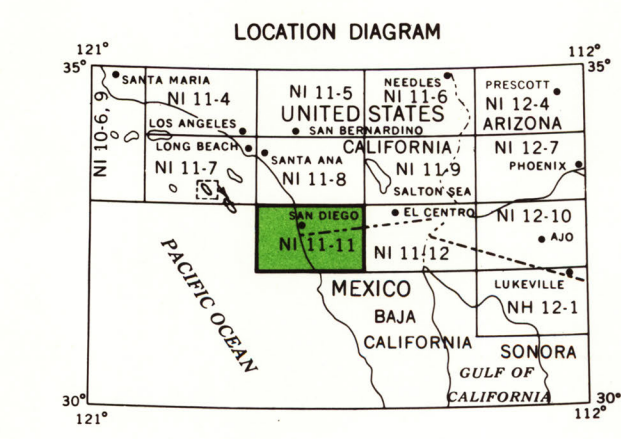 LOCATION DIAGRAM
121°
112°
35°
35°
SANTA MARIA
NI 11-4
NI 10-6, 9
NI 11-5
NEEDLES
NI 11-6
PRESCOTT
NI 12-4
ARIZONA
UNITED STATES
LOS ANGELES
SAN BERNARDINO
LONG BEACH
CALIFORNIA
NI 12-7
NI 11-7
SANTA ANA
NI 11-8
NI 11-9
PHOENIX
SALTON SEA
SAN DIEGO
EL CENTRO
NI 12-10
NI 11-11
NI 11-12
AJO
PACIFIC OCEAN
MEXICO
LUKEVILLE
NH 12-1
BAJA
CALIFORNIA
SONORA
GULF OF
CALIFORNIA
30°
30°
121°
112°